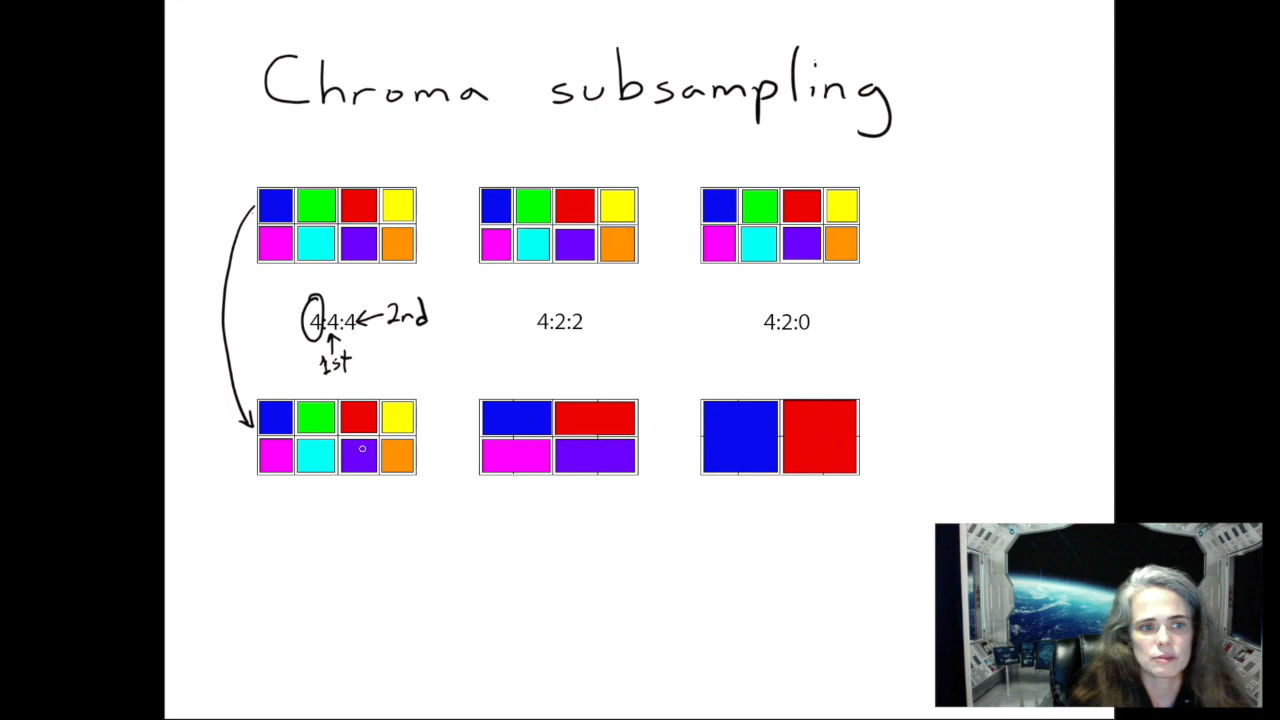 Chroma subsampling
4:4:4 ← 2nd
↑
1st
4:2:2
4:2:0